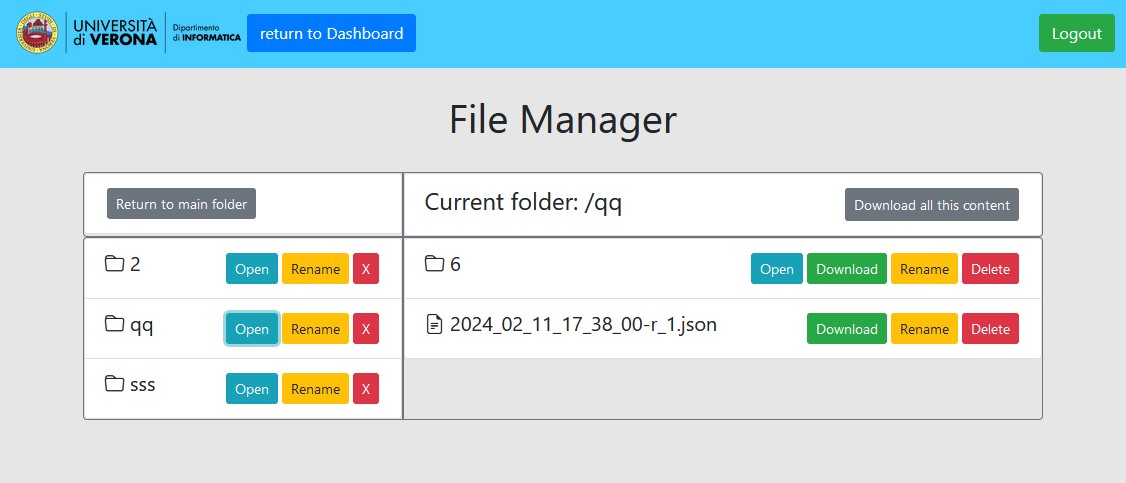 UNIVERSITÀ
di VERONA
Dipartimento
di INFORMATICA
return to Dashboard
Logout
File Manager
Return to main folder
Current folder: /qq
Download all this content
2 Open Rename X
qq Open Rename X
sss Open Rename X
6 Open Download Rename Delete
2024_02_11_17_38_00-r_1.json Download Rename Delete